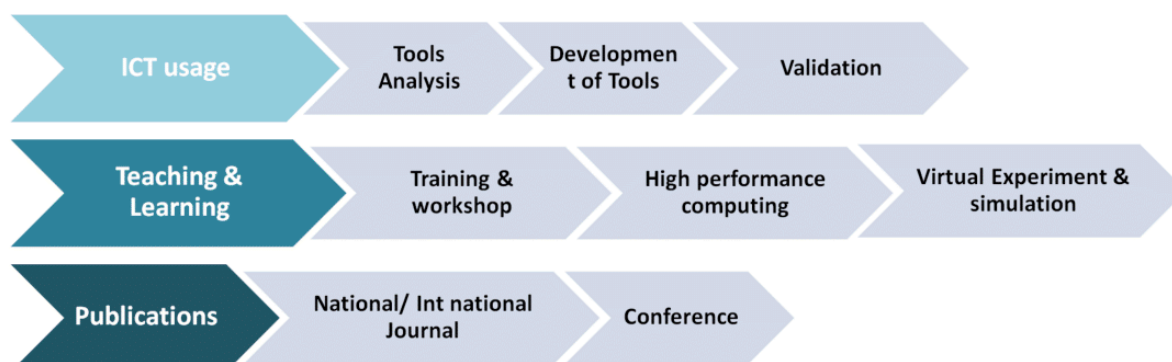 ICT usage
Tools
Analysis
Developmen
t of Tools
Validation
Teaching &
Learning
Training &
workshop
High performance
computing
Virtual Experiment &
simulation
Publications
National/ Int national
Journal
Conference